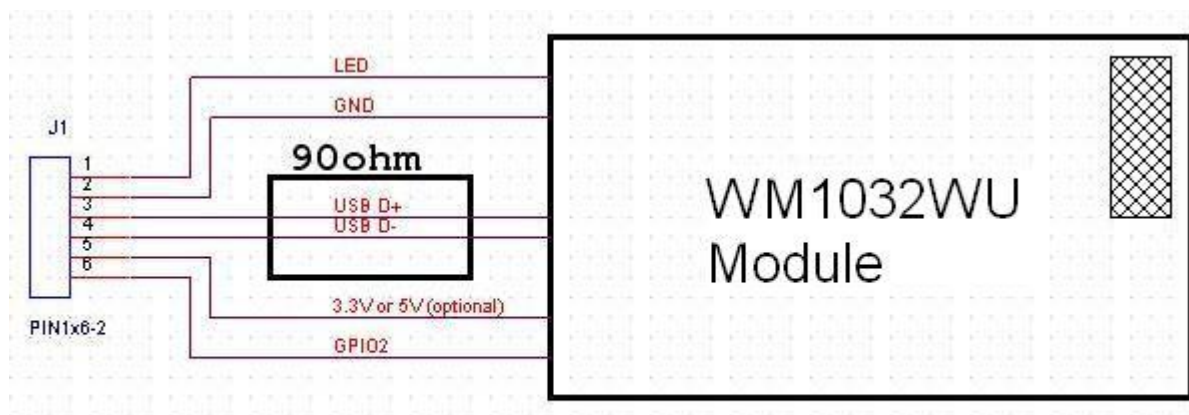 LED
GND
J1
1
2
3
4
5
6
90ohm
USB D+
USB D-
3.3V or 5V (optional)
GPIO2
PIN1x6-2
WM1032WU
Module